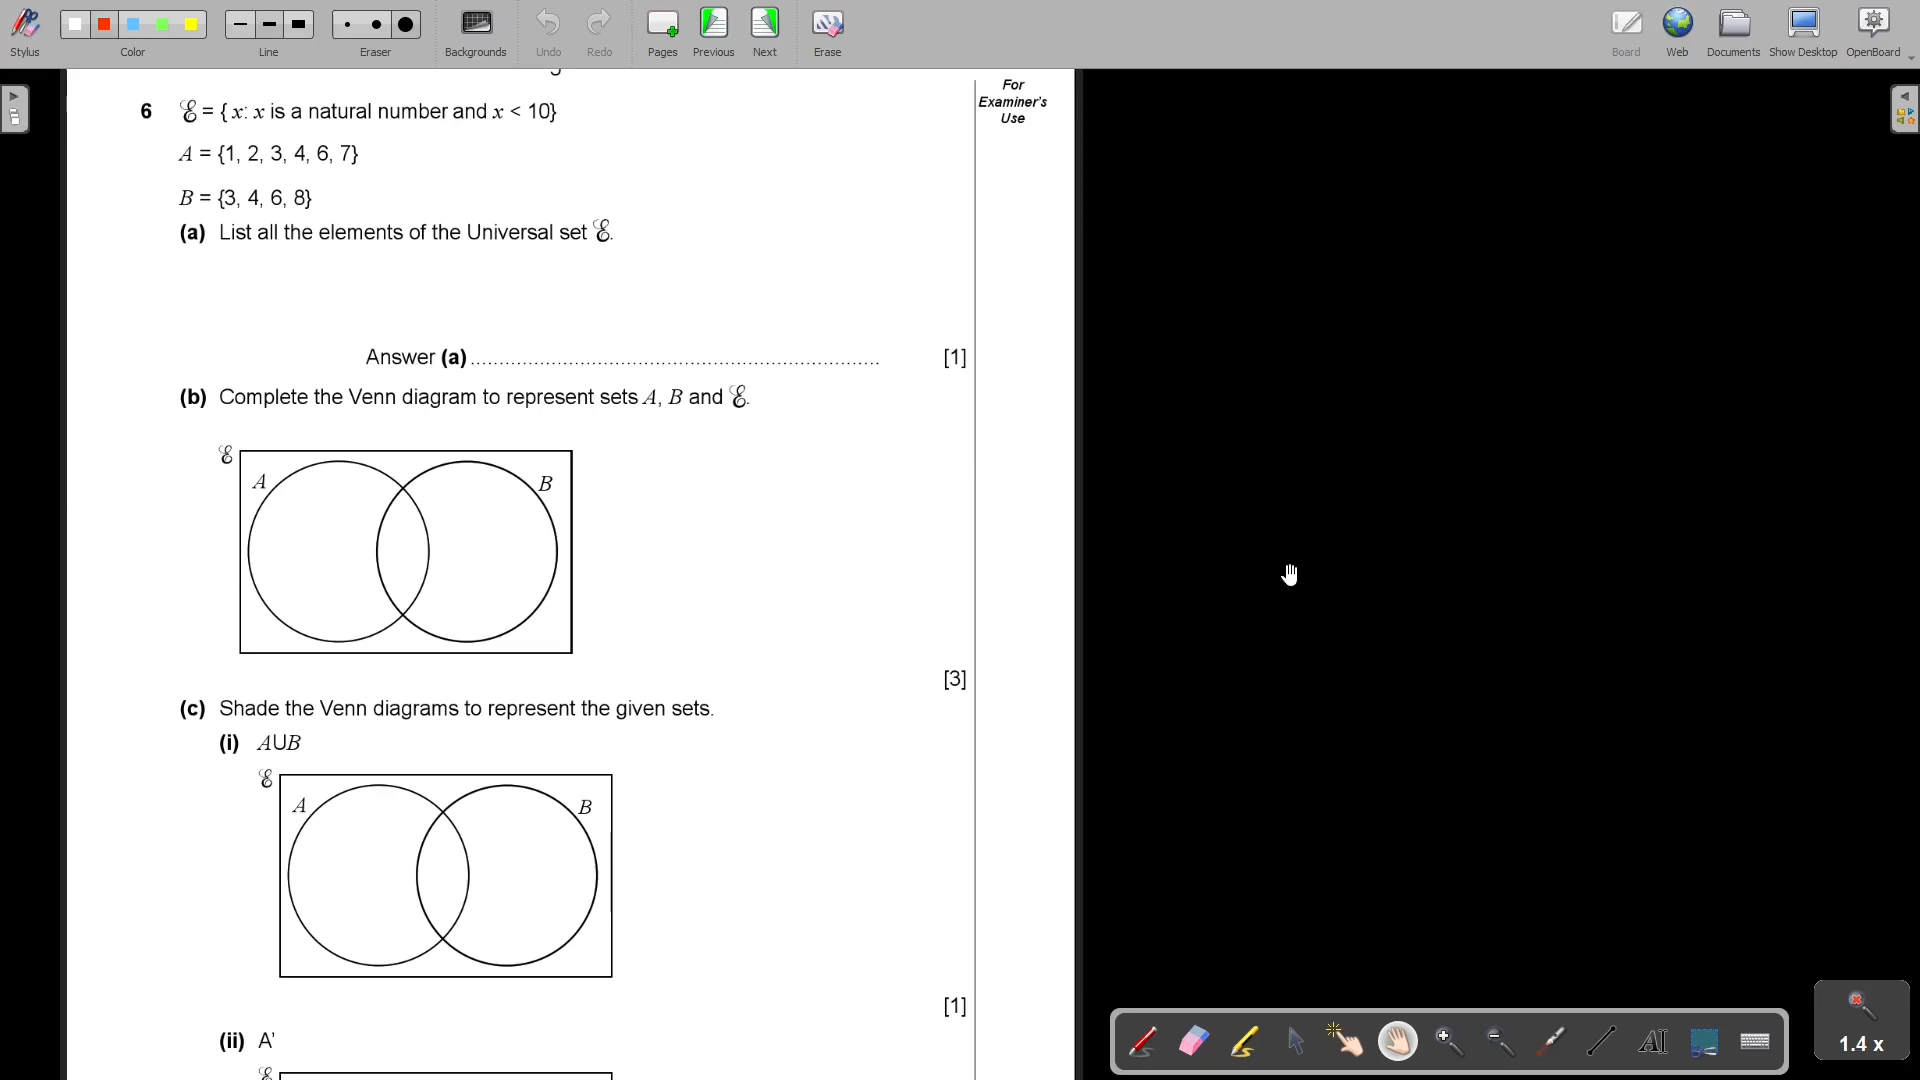 Stylus
Color
Line
Eraser
Backgrounds
Undo
Redo
Pages
Previous
Next
Erase
Board
Web
Documents
Show Desktop
OpenBoard
For
Examiner's
Use
6 ℰ = { x: x is a natural number and x < 10}
A = {1, 2, 3, 4, 6, 7}
B = {3, 4, 6, 8}
(a) List all the elements of the Universal set ℰ.
Answer (a)....................................................................... [1]
(b) Complete the Venn diagram to represent sets A, B and ℰ.
ℰ
A
B
[3]
(c) Shade the Venn diagrams to represent the given sets.
(i) A∪B
ℰ
A
B
[1]
(ii) A'
ℰ
1.4 x